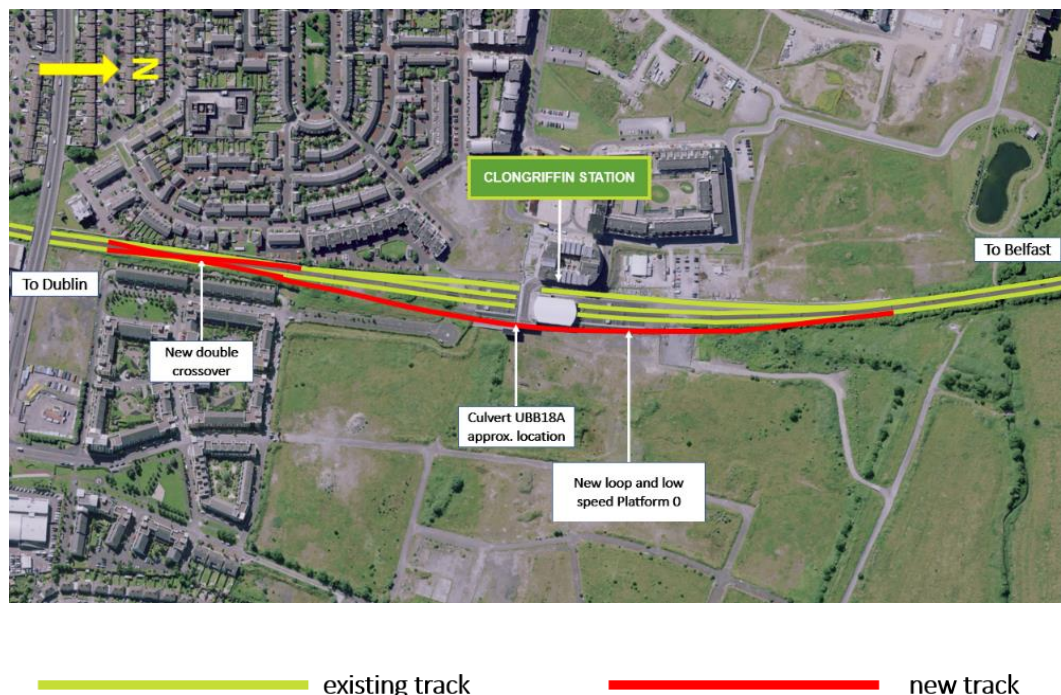 N
CLONGRIFFIN STATION
To Belfast
To Dublin
New double
crossover
Culvert UBB18A
approx. location
New loop and low
speed Platform 0
existing track
new track